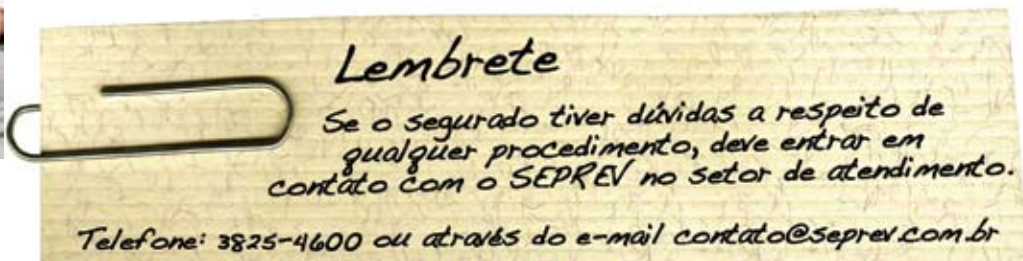 Lembrete
Se o segurado tiver dúvidas a respeito de
qualquer procedimento, deve entrar em
contato com o SEPREV no setor de atendimento.
Telefone: 3825-4600 ou através do e-mail contato@seprev.com.br